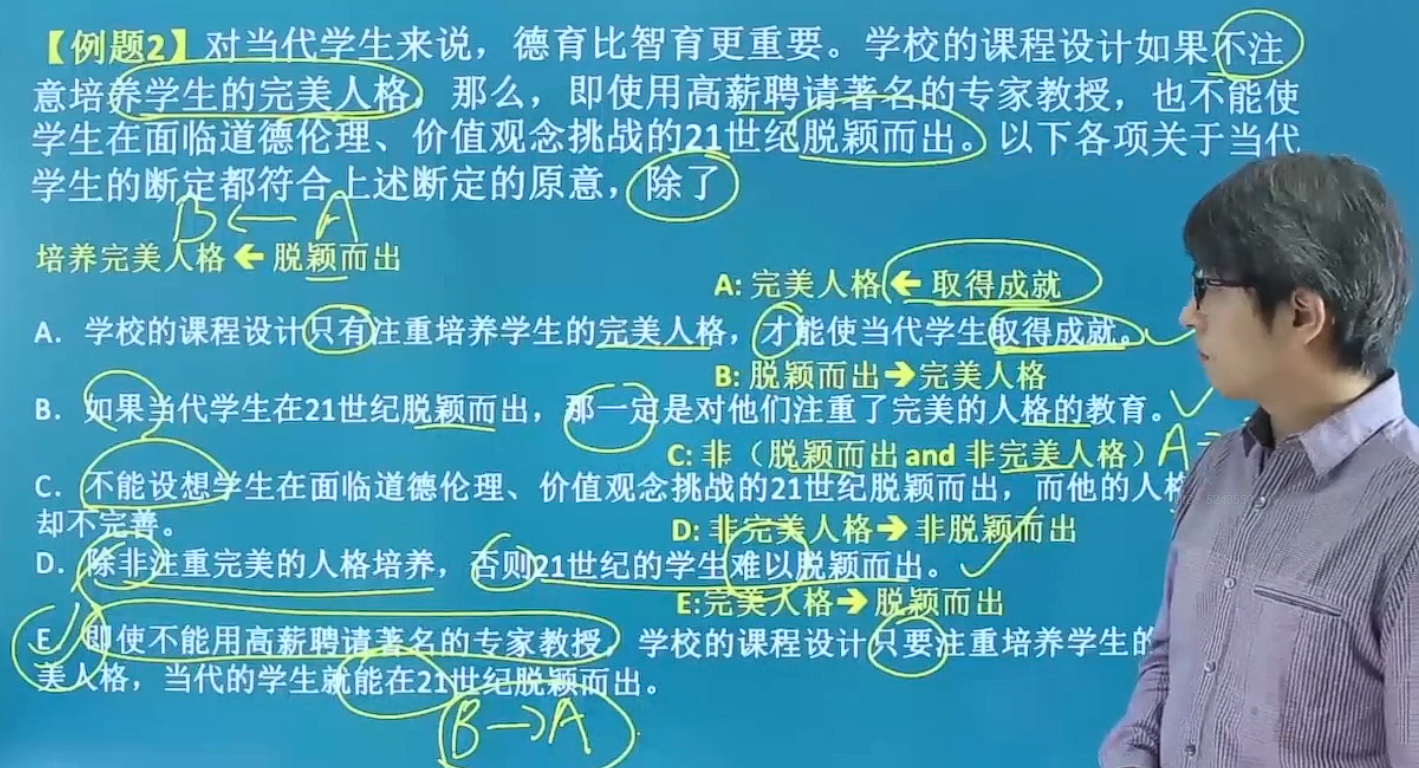 【例题2】对当代学生来说，德育比智育更重要。学校的课程设计如果不注
意培养学生的完美人格，那么，即使用高薪聘请著名的专家教授，也不能使
学生在面临道德伦理、价值观念挑战的21世纪脱颖而出。以下各项关于当代
学生的断定都符合上述断定的原意，除了
B ← A
培养完美人格 ← 脱颖而出
A: 完美人格 ← 取得成就
A. 学校的课程设计只有注重培养学生的完美人格，才能使当代学生取得成就。
B: 脱颖而出 → 完美人格
B. 如果当代学生在21世纪脱颖而出，那一定是对他们注重了完美的人格的教育。
C: 非（脱颖而出 and 非完美人格）A
C. 不能设想学生在面临道德伦理、价值观念挑战的21世纪脱颖而出，而他的人格
却不完善。
D: 非完美人格 → 非脱颖而出
D. 除非注重完美的人格培养，否则21世纪的学生难以脱颖而出。
E:完美人格 → 脱颖而出
E. 即使不能用高薪聘请著名的专家教授，学校的课程设计只要注重培养学生的
美人格，当代的学生就能在21世纪脱颖而出。
B → A